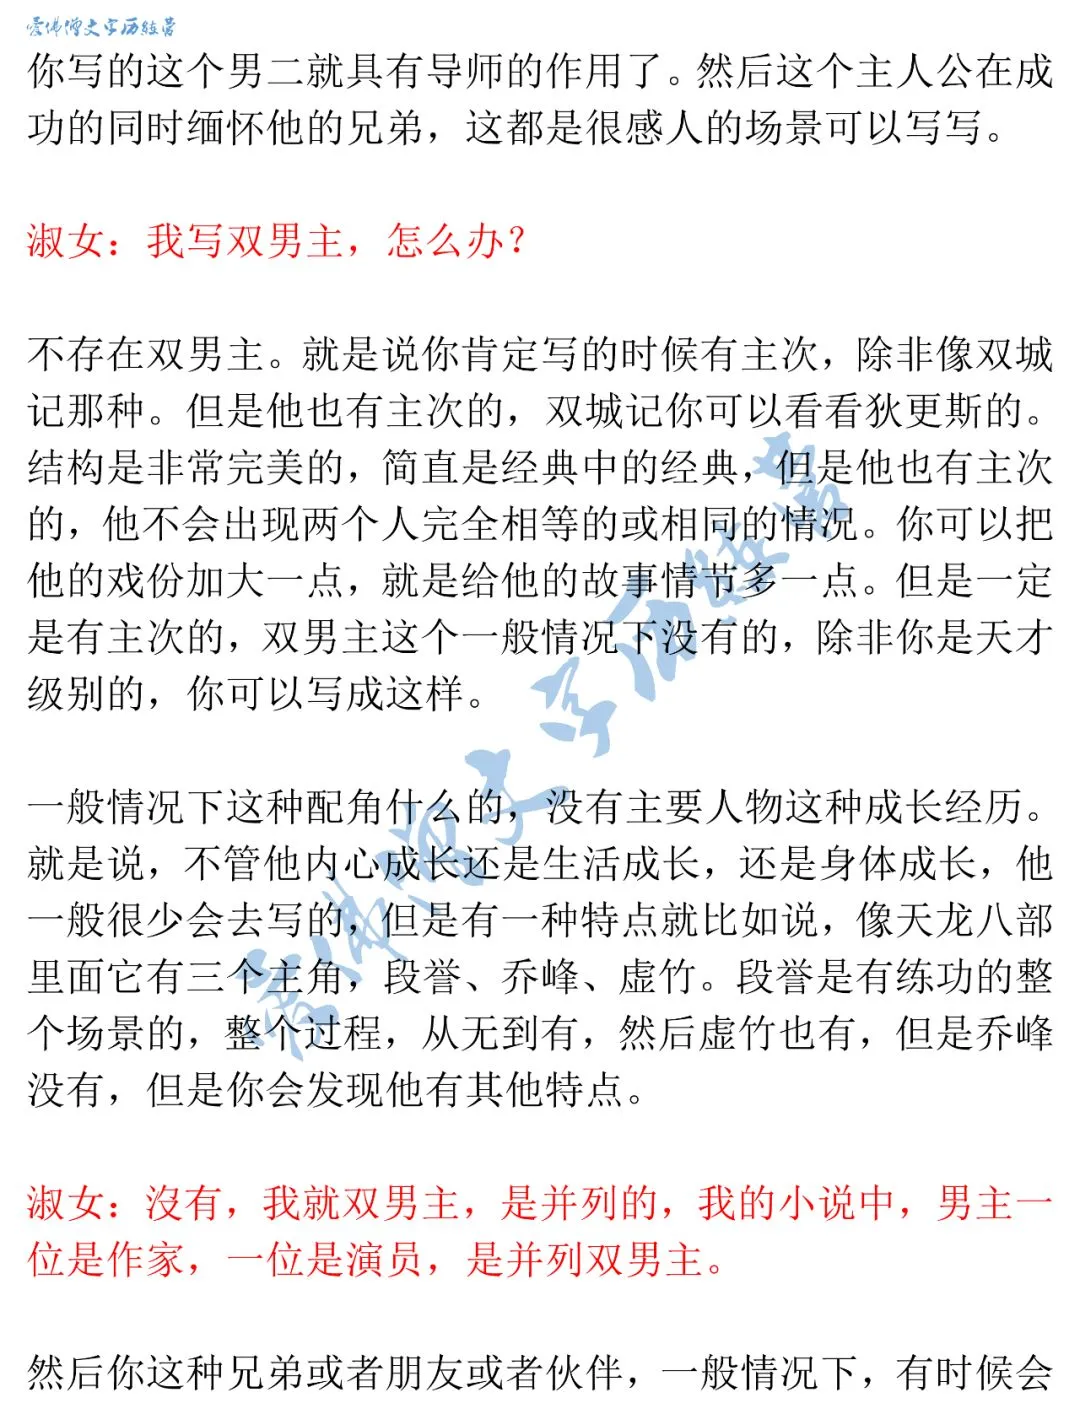 爱佛僧文字历练营
你写的这个男二就具有导师的作用了。然后这个主人公在成
功的同时缅怀他的兄弟，这都是很感人的场景可以写写。
淑女：我写双男主，怎么办？
不存在双男主。就是说你肯定写的时候有主次，除非像双城
记那种。但是他也有主次的，双城记你可以看看狄更斯的。
结构是非常完美的，简直是经典中的经典，但是他也有主次
的，他不会出现两个人完全相等的或相同的情况。你可以把
他的戏份加大一点，就是给他的故事情节多一点。但是一定
是有主次的，双男主这个一般情况下没有的，除非你是天才
级别的，你可以写成这样。
一般情况下这种配角什么的，没有主要人物这种成长经历。
就是说，不管他内心成长还是生活成长，还是身体成长，他
一般很少会去写的，但是有一种特点就比如说，像天龙八部
里面它有三个主角，段誉、乔峰、虚竹。段誉是有练功的整
个场景的，整个过程，从无到有，然后虚竹也有，但是乔峰
没有，但是你会发现他有其他特点。
淑女：沒有，我就双男主，是并列的，我的小说中，男主一
位是作家，一位是演员，是并列双男主。
然后你这种兄弟或者朋友或者伙伴，一般情况下，有时候会